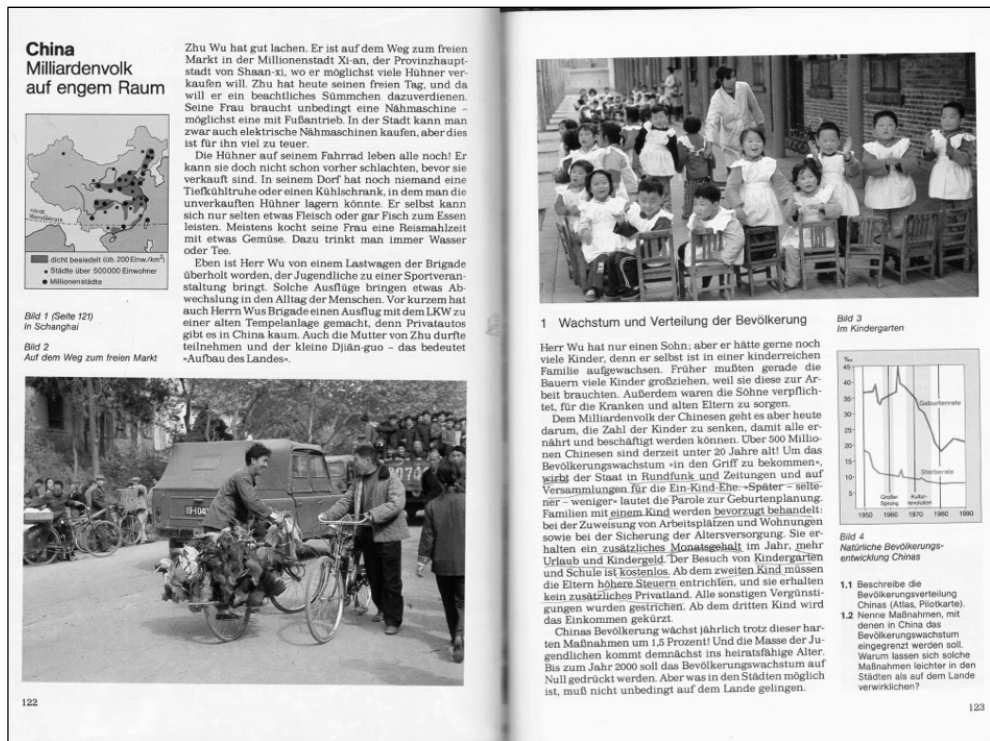 China
Milliardenvolk
auf engem Raum
nördl.
Wendekreis
dicht besiedelt (üb. 200 Einw./km²)
Städte über 500000 Einwohner
Millionenstädte
Bild 1 (Seite 121)
In Schanghai
Bild 2
Auf dem Weg zum freien Markt
Zhu Wu hat gut lachen. Er ist auf dem Weg zum freien
Markt in der Millionenstadt Xi-an, der Provinzhaupt-
stadt von Shaan-xi, wo er möglichst viele Hühner ver-
kaufen will. Zhu hat heute seinen freien Tag, und da
will er ein beachtliches Sümmchen dazuverdienen.
Seine Frau braucht unbedingt eine Nähmaschine –
möglichst eine mit Fußantrieb. In der Stadt kann man
zwar auch elektrische Nähmaschinen kaufen, aber dies
ist für ihn viel zu teuer.
Die Hühner auf seinem Fahrrad leben alle noch! Er
kann sie doch nicht schon vorher schlachten, bevor sie
verkauft sind. In seinem Dorf hat noch niemand eine
Tiefkühltruhe oder einen Kühlschrank, in dem man die
unverkauften Hühner lagern könnte. Er selbst kann
sich nur selten etwas Fleisch oder gar Fisch zum Essen
leisten. Meistens kocht seine Frau eine Reismahlzeit
mit etwas Gemüse. Dazu trinkt man immer Wasser
oder Tee.
Eben ist Herr Wu von einem Lastwagen der Brigade
überholt worden, der Jugendliche zu einer Sportveran-
staltung bringt. Solche Ausflüge bringen etwas Ab-
wechslung in den Alltag der Menschen. Vor kurzem hat
auch Herrn Wus Brigade einen Ausflug mit dem LKW zu
einer alten Tempelanlage gemacht, denn Privatautos
gibt es in China kaum. Auch die Mutter von Zhu durfte
teilnehmen und der kleine Djiän-guo – das bedeutet
»Aufbau des Landes«.
122
1 Wachstum und Verteilung der Bevölkerung
Herr Wu hat nur einen Sohn; aber er hätte gerne noch
viele Kinder, denn er selbst ist in einer kinderreichen
Familie aufgewachsen. Früher mußten gerade die
Bauern viele Kinder großziehen, weil sie diese zur Ar-
beit brauchten. Außerdem waren die Söhne verpflich-
tet, für die Kranken und alten Eltern zu sorgen.
Dem Milliardenvolk der Chinesen geht es aber heute
darum, die Zahl der Kinder zu senken, damit alle er-
nährt und beschäftigt werden können. Über 500 Millio-
nen Chinesen sind derzeit unter 20 Jahre alt! Um das
Bevölkerungswachstum »in den Griff zu bekommen«,
wirbt der Staat in Rundfunk und Zeitungen und auf
Versammlungen für die Ein-Kind-Ehe. »Später – selte-
ner – weniger« lautet die Parole zur Geburtenplanung.
Familien mit einem Kind werden bevorzugt behandelt:
bei der Zuweisung von Arbeitsplätzen und Wohnungen
sowie bei der Sicherung der Altersversorgung. Sie er-
halten ein zusätzliches Monatsgehalt im Jahr, mehr
Urlaub und Kindergeld. Der Besuch von Kindergarten
und Schule ist kostenlos. Ab dem zweiten Kind müssen
die Eltern höhere Steuern entrichten, und sie erhalten
kein zusätzliches Privatland. Alle sonstigen Vergünsti-
gungen wurden gestrichen. Ab dem dritten Kind wird
das Einkommen gekürzt.
Chinas Bevölkerung wächst jährlich trotz dieser har-
ten Maßnahmen um 1,5 Prozent! Und die Masse der Ju-
gendlichen kommt demnächst ins heiratsfähige Alter.
Bis zum Jahr 2000 soll das Bevölkerungswachstum auf
Null gedrückt werden. Aber was in den Städten möglich
ist, muß nicht unbedingt auf dem Lande gelingen.
Bild 3
Im Kindergarten
‰
45
40
35
30
25
20
15
10
5
Geburtenrate
Sterberate
Großer
Sprung
Kultur-
revolution
1950 1960 1970 1980 1990
Bild 4
Natürliche Bevölkerungs-
entwicklung Chinas
1.1 Beschreibe die
Bevölkerungsverteilung
Chinas (Atlas, Pilotkarte).
1.2 Nenne Maßnahmen, mit
denen in China das
Bevölkerungswachstum
eingegrenzt werden soll.
Warum lassen sich solche
Maßnahmen leichter in den
Städten als auf dem Lande
verwirklichen?
123